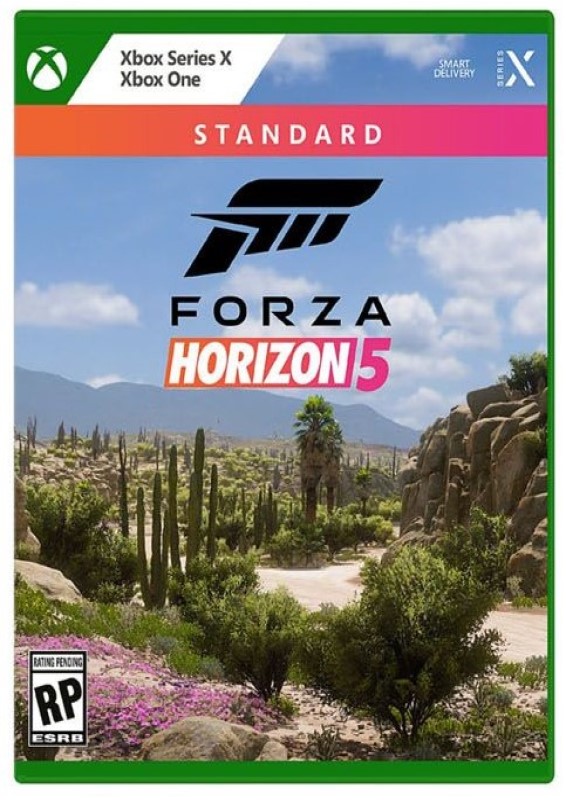 Xbox Series X
Xbox One
SMART
DELIVERY
SERIES X
STANDARD
FORZA
HORIZON 5
RATING PENDING
RP
ESRB